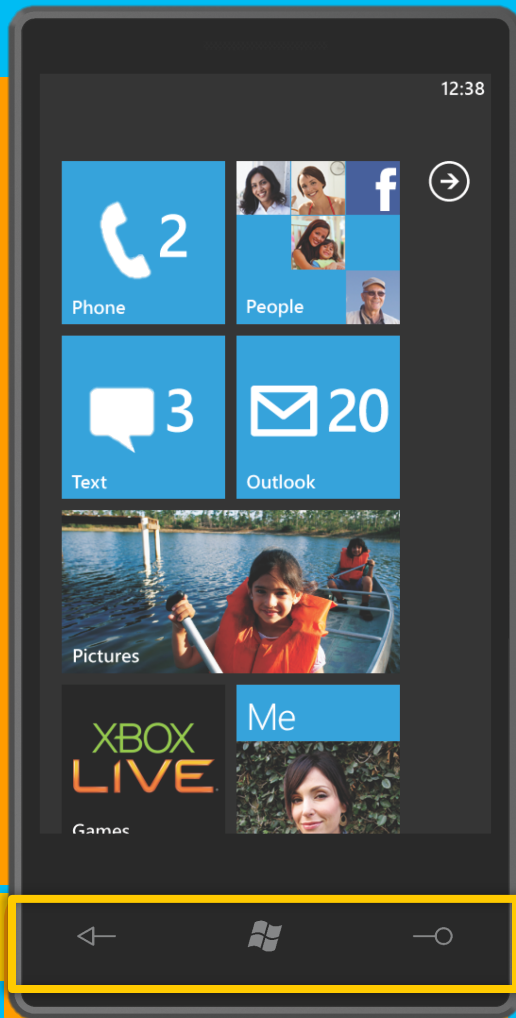 12:38
2
Phone
f
People
3
Text
20
Outlook
Pictures
XBOX
LIVE
Games
Me